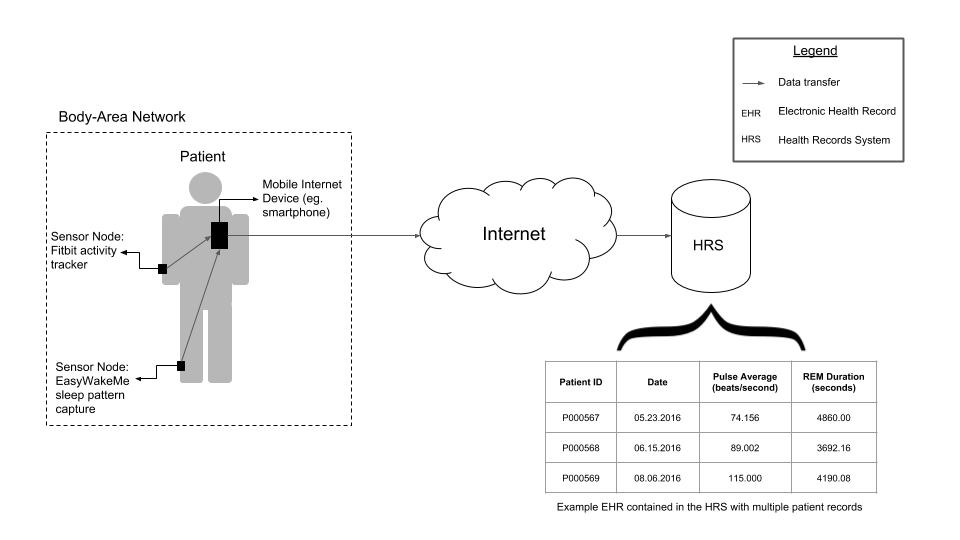 Legend
Data transfer
EHR Electronic Health Record
HRS Health Records System
Body-Area Network
Patient
Mobile Internet
Device (eg.
smartphone)
Sensor Node:
Fitbit activity
tracker
Sensor Node:
EasyWakeMe
sleep pattern
capture
Internet
HRS
Patient ID Date Pulse Average (beats/second) REM Duration (seconds)
P000567 05.23.2016 74.156 4860.00
P000568 06.15.2016 89.002 3692.16
P000569 08.06.2016 115.000 4190.08
Example EHR contained in the HRS with multiple patient records